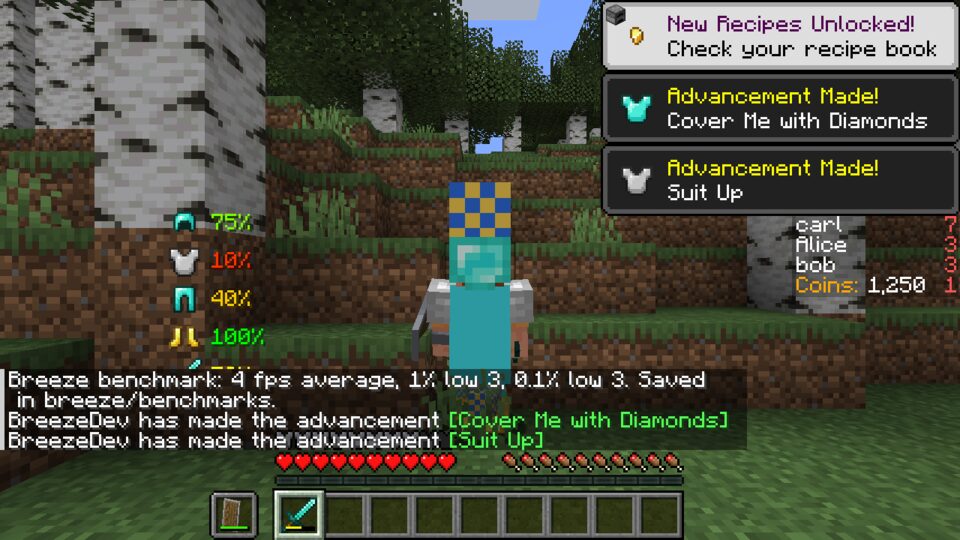 New Recipes Unlocked!
Check your recipe book
Advancement Made!
Cover Me with Diamonds
Advancement Made!
Suit Up
75%
10%
40%
100%
carl 7
Alice 3
bob 3
Coins: 1,250 1
Breeze benchmark: 4 fps average, 1% low 3, 0.1% low 3. Saved
in breeze/benchmarks.
BreezeDev has made the advancement [Cover Me with Diamonds]
BreezeDev has made the advancement [Suit Up]